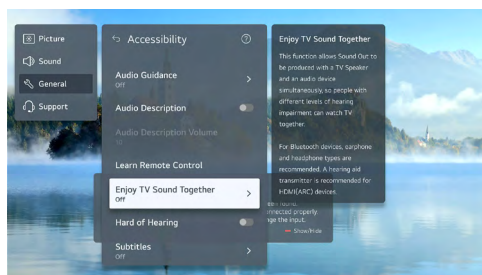 Picture
Sound
General
Support
Accessibility
Audio Guidance
Off
Audio Description
Audio Description Volume
10
Learn Remote Control
Enjoy TV Sound Together
Off
Hard of Hearing
Subtitles
Off
Enjoy TV Sound Together
This function allows Sound Out to
be produced with a TV Speaker
and an audio device
simultaneously, so people with
different levels of hearing
impairment can watch TV
together.
For Bluetooth devices, earphone
and headphone types are
recommended. A hearing aid
transmitter is recommended for
HDMI(ARC) devices.
found.
nnected properly
ge the input.
Show/Hide